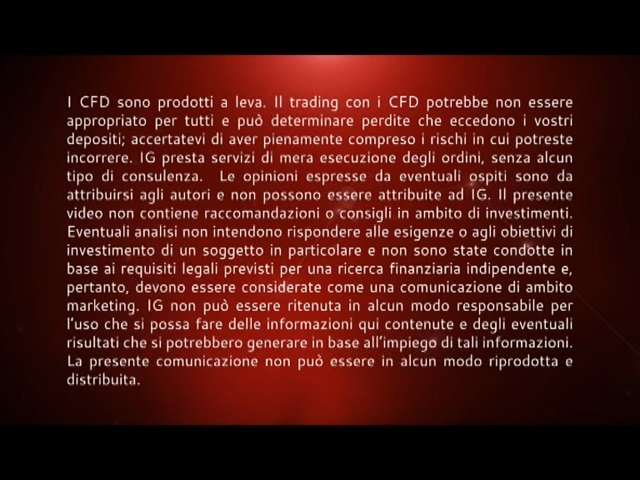 I CFD sono prodotti a leva. Il trading con i CFD potrebbe non essere
appropriato per tutti e può determinare perdite che eccedono i vostri
depositi; accertatevi di aver pienamente compreso i rischi in cui potreste
incorrere. IG presta servizi di mera esecuzione degli ordini, senza alcun
tipo di consulenza.  Le opinioni espresse da eventuali ospiti sono da
attribuirsi agli autori e non possono essere attribuite ad IG. Il presente
video non contiene raccomandazioni o consigli in ambito di investimenti.
Eventuali analisi non intendono rispondere alle esigenze o agli obiettivi di
investimento di un soggetto in particolare e non sono state condotte in
base ai requisiti legali previsti per una ricerca finanziaria indipendente e,
pertanto, devono essere considerate come una comunicazione di ambito
marketing. IG non può essere ritenuta in alcun modo responsabile per
l'uso che si possa fare delle informazioni qui contenute e degli eventuali
risultati che si potrebbero generare in base all'impiego di tali informazioni.
La presente comunicazione non può essere in alcun modo riprodotta e
distribuita.